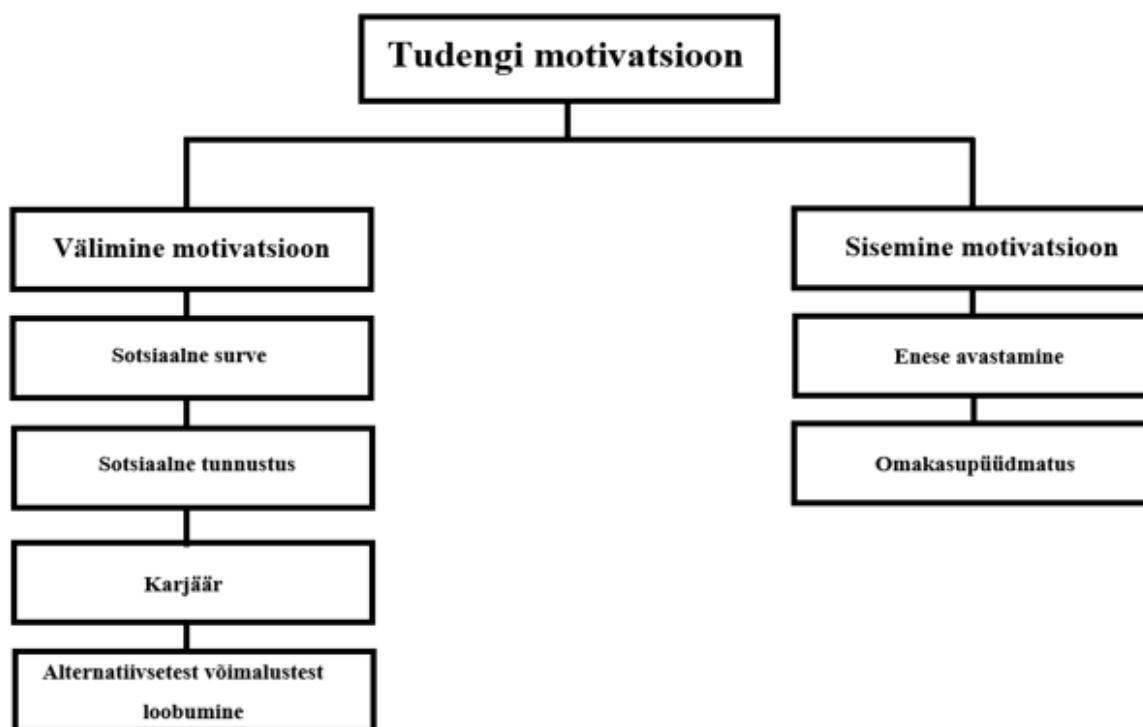 Tudengi motivatsioon
Välimine motivatsioon
Sotsiaalne surve
Sotsiaalne tunnustus
Karjäär
Alternatiivsetest võimalustest
loobumine
Sisemine motivatsioon
Enese avastamine
Omakasupüüdmatus